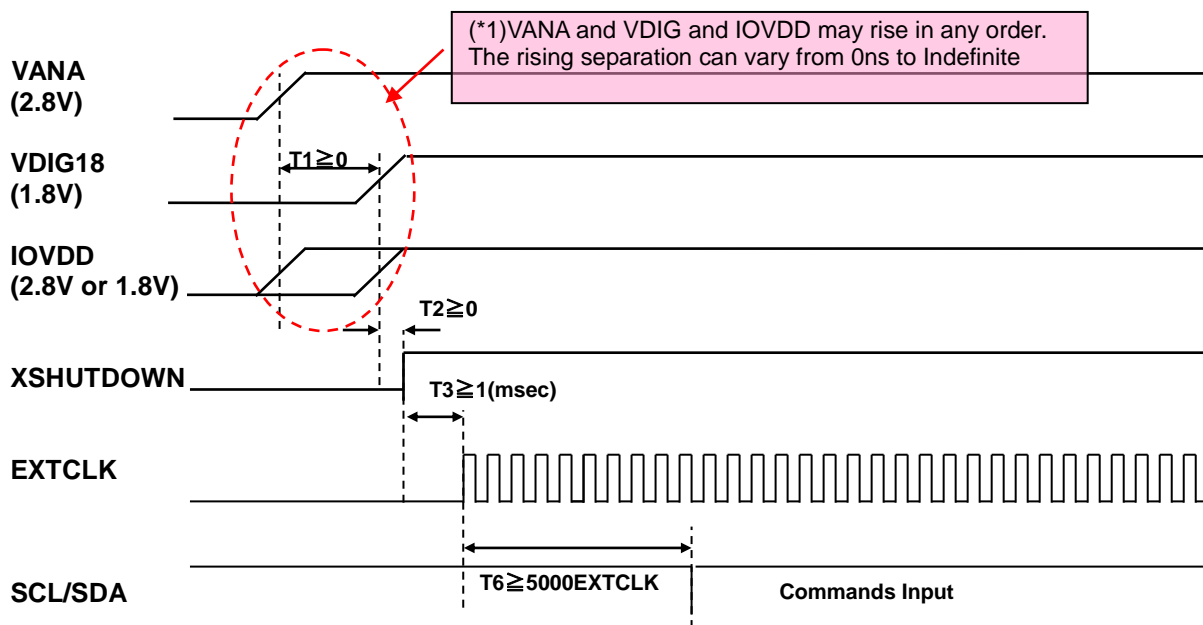 (*1)VANA and VDIG and IOVDD may rise in any order.
The rising separation can vary from 0ns to Indefinite
VANA
(2.8V)
T1≧0
VDIG18
(1.8V)
IOVDD
(2.8V or 1.8V)
T2≧0
XSHUTDOWN
T3≧1(msec)
EXTCLK
T6≧5000EXTCLK
SCL/SDA
Commands Input